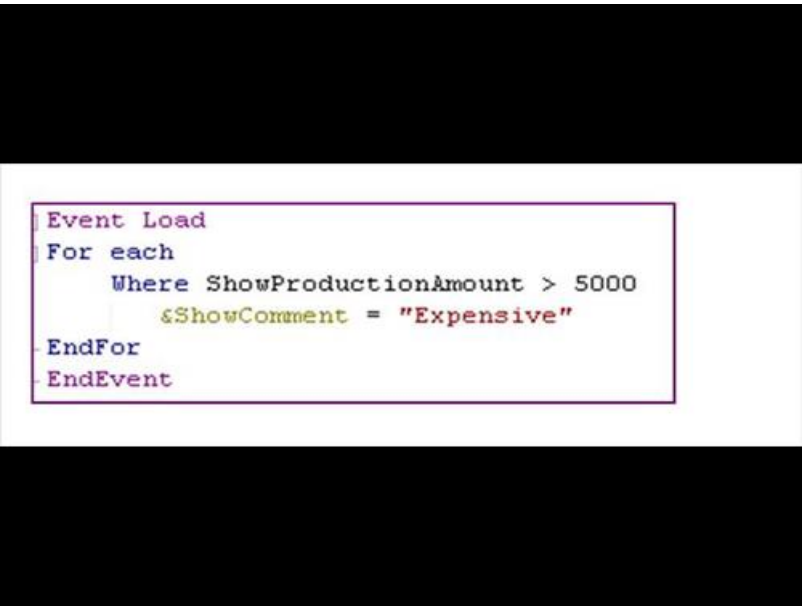 Event Load
For each
Where ShowProductionAmount > 5000
&ShowComment = "Expensive"
EndFor
EndEvent